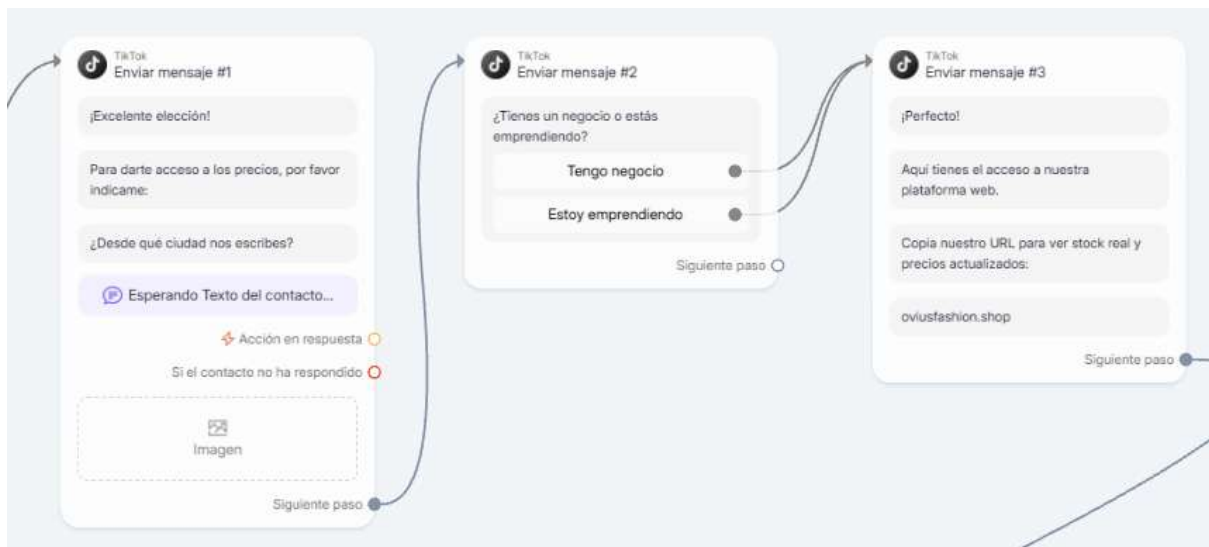 TikTok
Enviar mensaje #1
¡Excelente elección!
Para darte acceso a los precios, por favor
indícame:
¿Desde qué ciudad nos escribes?
Esperando Texto del contacto...
Acción en respuesta
Si el contacto no ha respondido
Imagen
Siguiente paso
TikTok
Enviar mensaje #2
¿Tienes un negocio o estás
emprendiendo?
Tengo negocio
Estoy emprendiendo
Siguiente paso
TikTok
Enviar mensaje #3
¡Perfecto!
Aquí tienes el acceso a nuestra
plataforma web.
Copia nuestro URL para ver stock real y
precios actualizados:
oviusfashion.shop
Siguiente paso